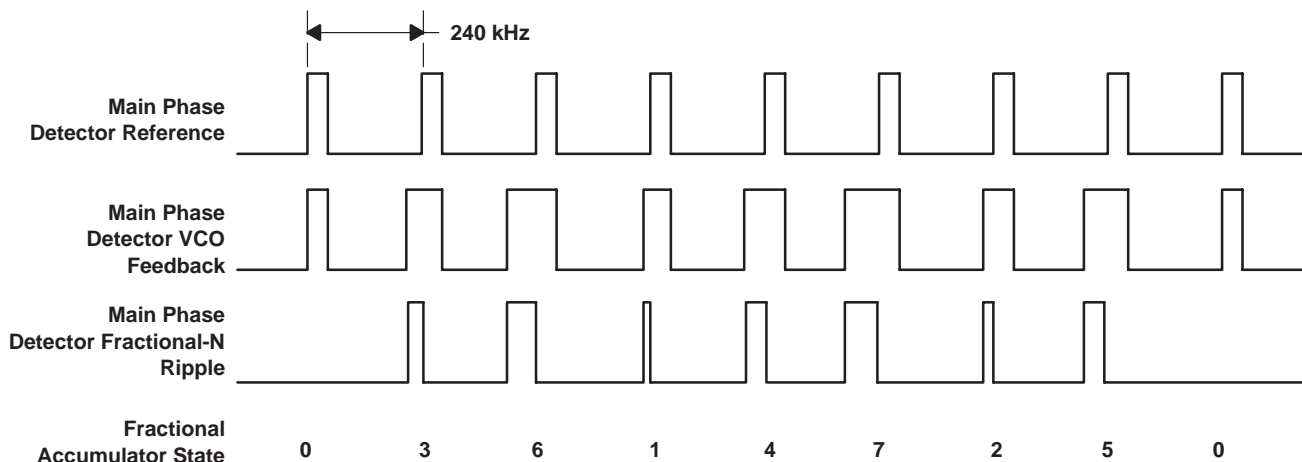 240 kHz
Main Phase
Detector Reference
Main Phase
Detector VCO
Feedback
Main Phase
Detector Fractional-N
Ripple
Fractional
Accumulator State
0 3 6 1 4 7 2 5 0